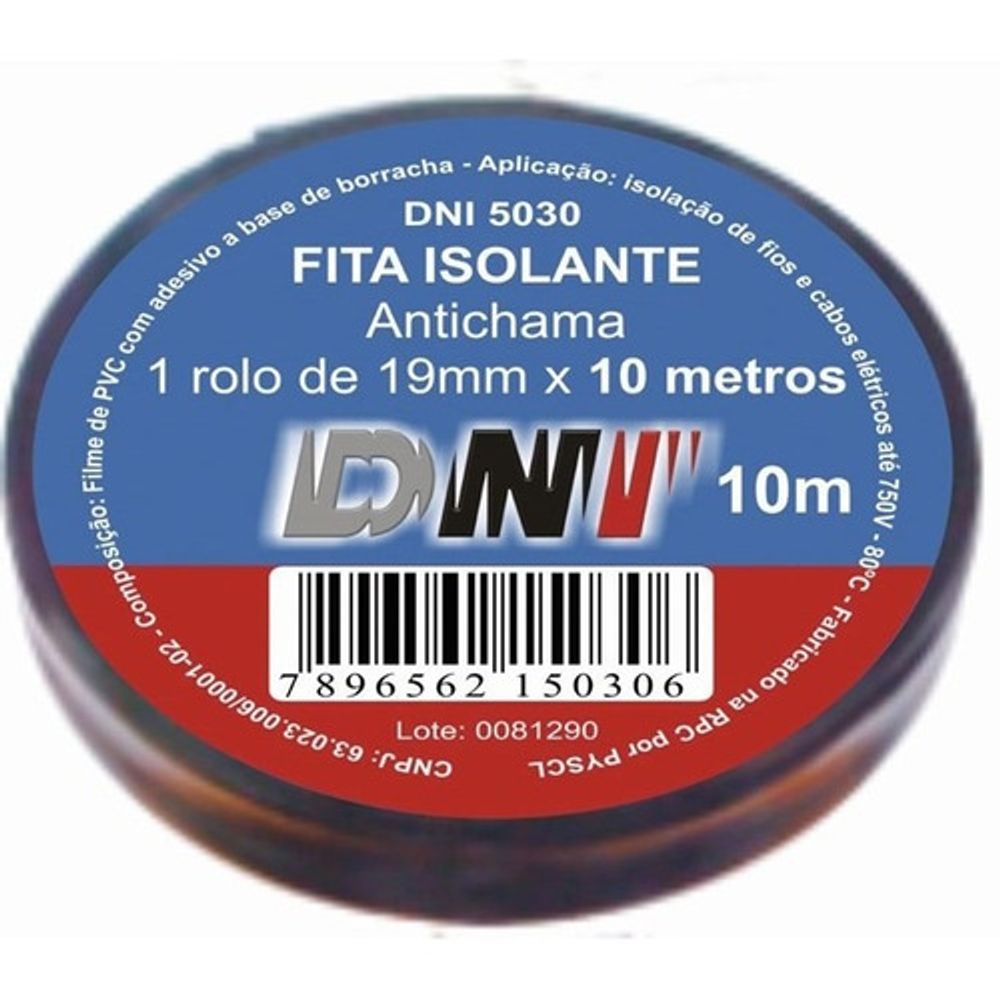 CNPJ: 63.023.006/0001-02 - Composição: Filme de PVC com adesivo a base de borracha - Aplicação: isolação de fios e cabos elétricos até 750V - 80ºC - Fabricado na RPC por PYSCL
DNI 5030
FITA ISOLANTE
Antichama
1 rolo de 19mm x 10 metros
DNI 10m
7 896562 150306
Lote: 0081290